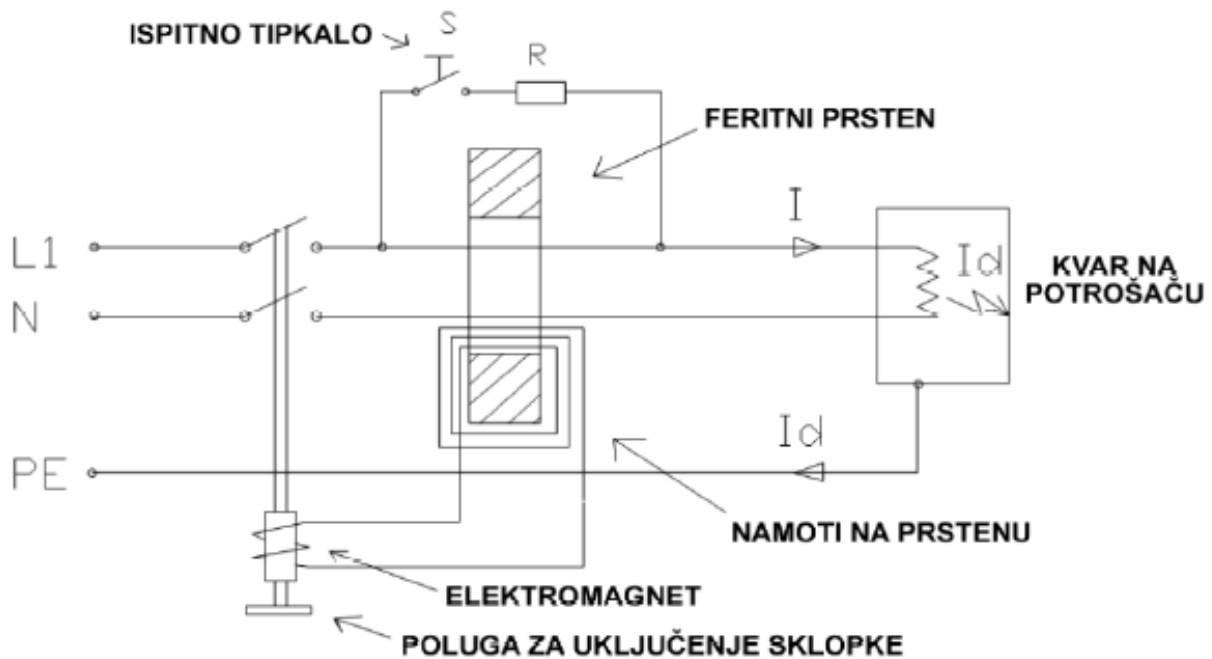 ISPITNO TIPKALO
S
R
FERITNI PRSTEN
I
L1
Id
KVAR NA
POTROŠAČU
N
Id
PE
NAMOTI NA PRSTENU
ELEKTROMAGNET
POLUGA ZA UKLJUČENJE SKLOPKE